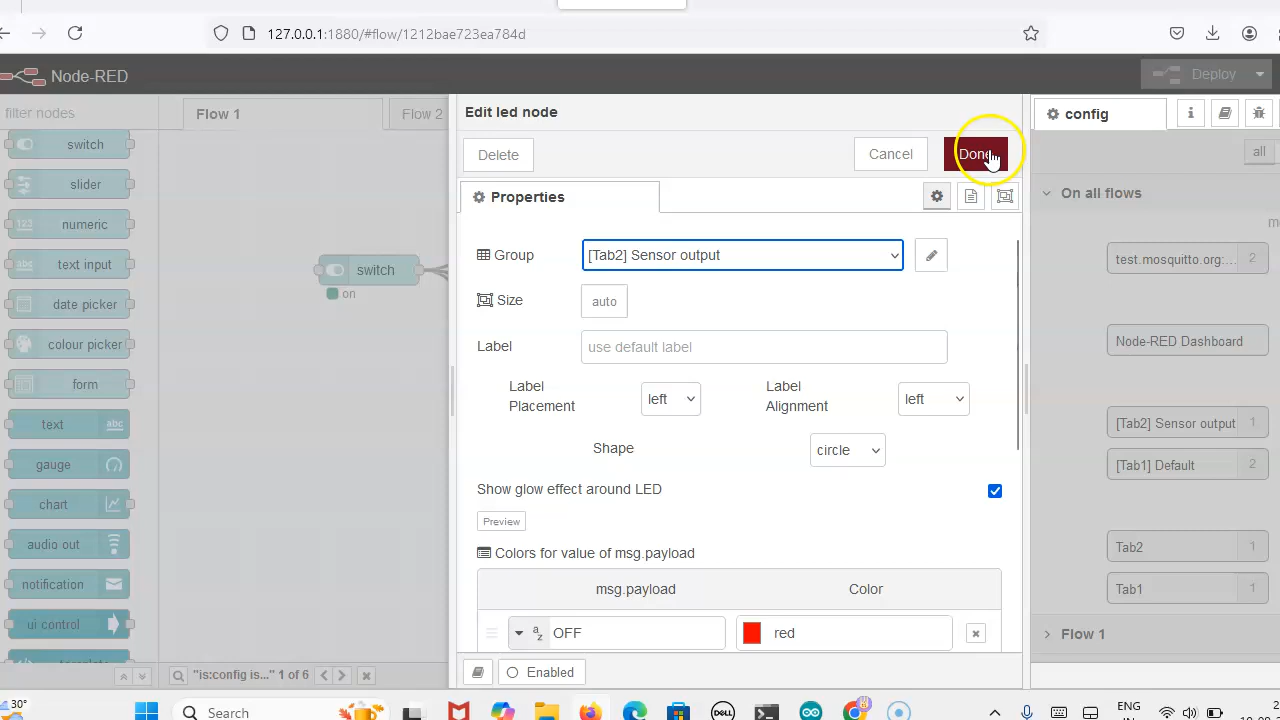 127.0.0.1:1880/#flow/1212bae723ea784d
Node-RED
Deploy
filter nodes
Flow 1
Flow 2
Edit led node
config
Delete
Cancel
Done
all
Properties
On all flows
switch
slider
numeric
text input
date picker
colour picker
form
text
abc
gauge
chart
audio out
notification
ui control
switch
on
Group
[Tab2] Sensor output
Size
auto
Label
use default label
Label Placement
left
Label Alignment
left
Shape
circle
Show glow effect around LED
Preview
Colors for value of msg.payload
msg.payload
Color
OFF
red
Enabled
test.mosquitto.org:...
2
Node-RED Dashboard
[Tab2] Sensor output
1
[Tab1] Default
2
Tab2
1
Tab1
1
Flow 1
"is:config is..." 1 of 6
30°
Search
DELL
ENG